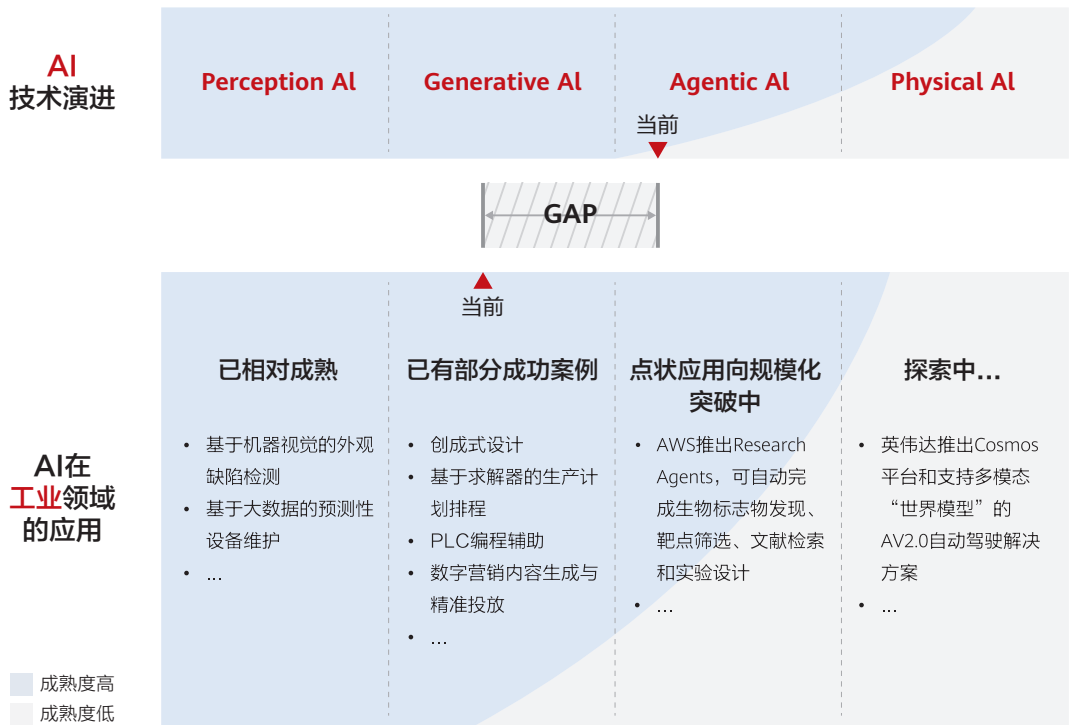 AI
技术演进
Perception Al
Generative Al
Agentic Al
Physical Al
当前
GAP
当前
AI在
工业领域
的应用
已相对成熟
• 基于机器视觉的外观
缺陷检测
• 基于大数据的预测性
设备维护
• ...
已有部分成功案例
• 创成式设计
• 基于求解器的生产计
划排程
• PLC编程辅助
• 数字营销内容生成与
精准投放
• ...
点状应用向规模化
突破中
• AWS推出Research
Agents，可自动完
成生物标志物发现、
靶点筛选、文献检索
和实验设计
• ...
探索中...
• 英伟达推出Cosmos
平台和支持多模态
“世界模型”的
AV2.0自动驾驶解决
方案
• ...
成熟度高
成熟度低